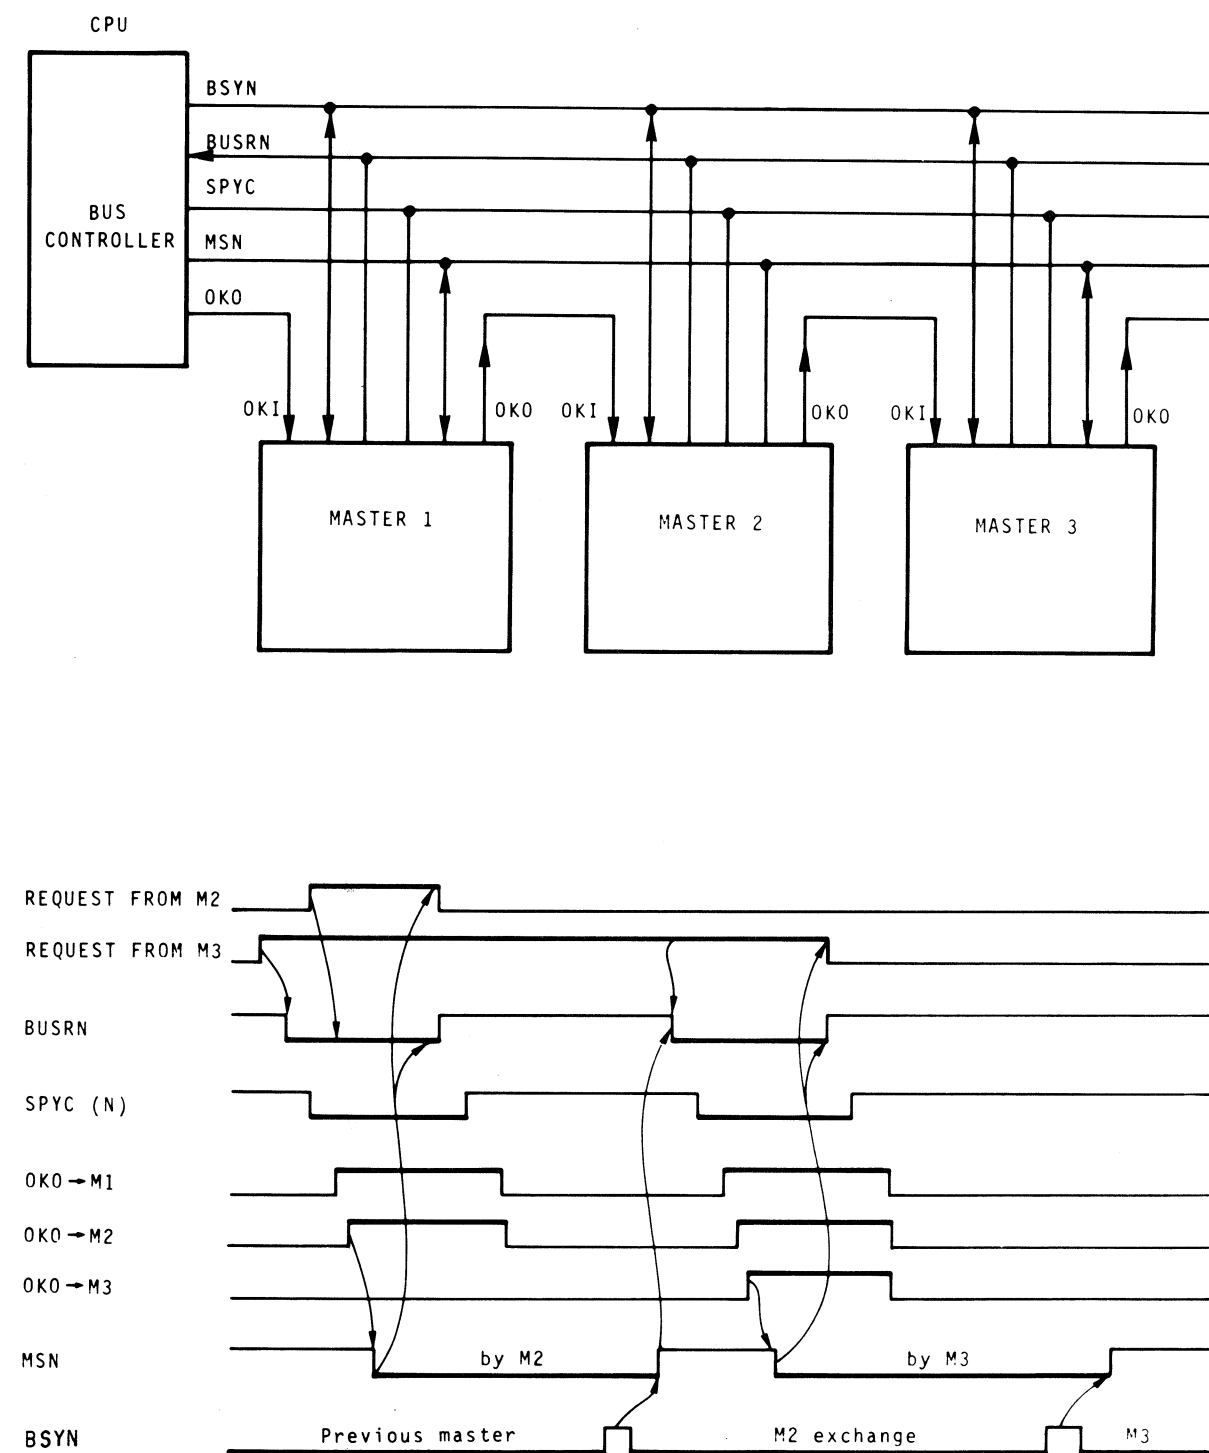 CPU
BSYN
BUSRN
SPYC
BUS
CONTROLLER
MSN
OKO
OKI
OKO
OKI
OKO
OKI
OKO
MASTER 1
MASTER 2
MASTER 3
REQUEST FROM M2
REQUEST FROM M3
BUSRN
SPYC (N)
OKO → M1
OKO → M2
OKO → M3
MSN
by M2
by M3
BSYN
Previous master
M2 exchange
M3